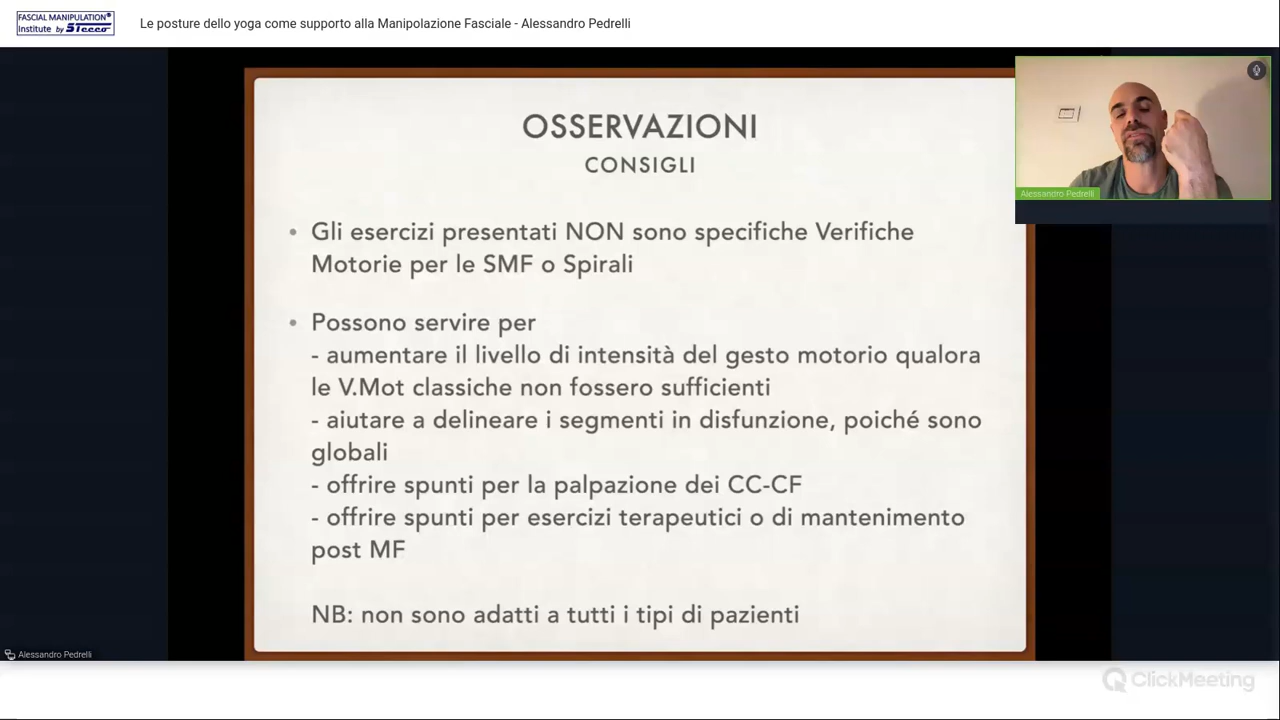 FASCIAL MANIPULATION®
Institute by Stecco
Le posture dello yoga come supporto alla Manipolazione Fasciale - Alessandro Pedrelli
OSSERVAZIONI
CONSIGLI
• Gli esercizi presentati NON sono specifiche Verifiche
Motorie per le SMF o Spirali
• Possono servire per
- aumentare il livello di intensità del gesto motorio qualora
le V.Mot classiche non fossero sufficienti
- aiutare a delineare i segmenti in disfunzione, poiché sono
globali
- offrire spunti per la palpazione dei CC-CF
- offrire spunti per esercizi terapeutici o di mantenimento
post MF
NB: non sono adatti a tutti i tipi di pazienti
Alessandro Pedrelli
Alessandro Pedrelli
ClickMeeting